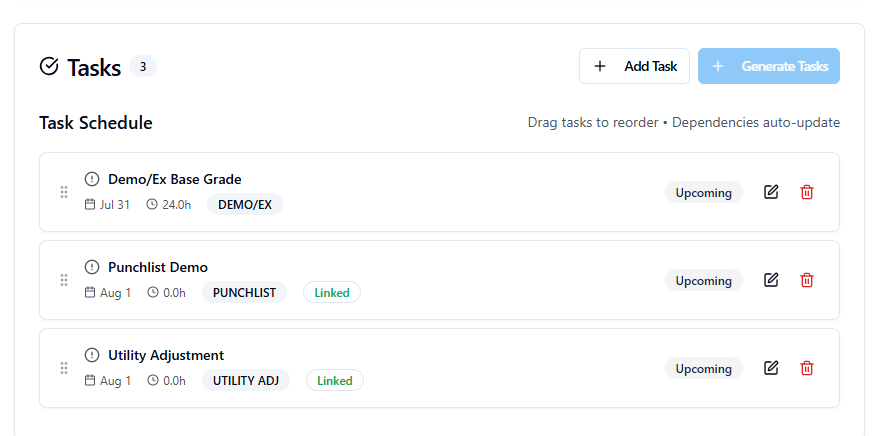 Tasks 3 Add Task Generate Tasks
Task Schedule Drag tasks to reorder • Dependencies auto-update
Demo/Ex Base Grade
Jul 31 24.0h DEMO/EX Upcoming
Punchlist Demo
Aug 1 0.0h PUNCHLIST Linked Upcoming
Utility Adjustment
Aug 1 0.0h UTILITY ADJ Linked Upcoming